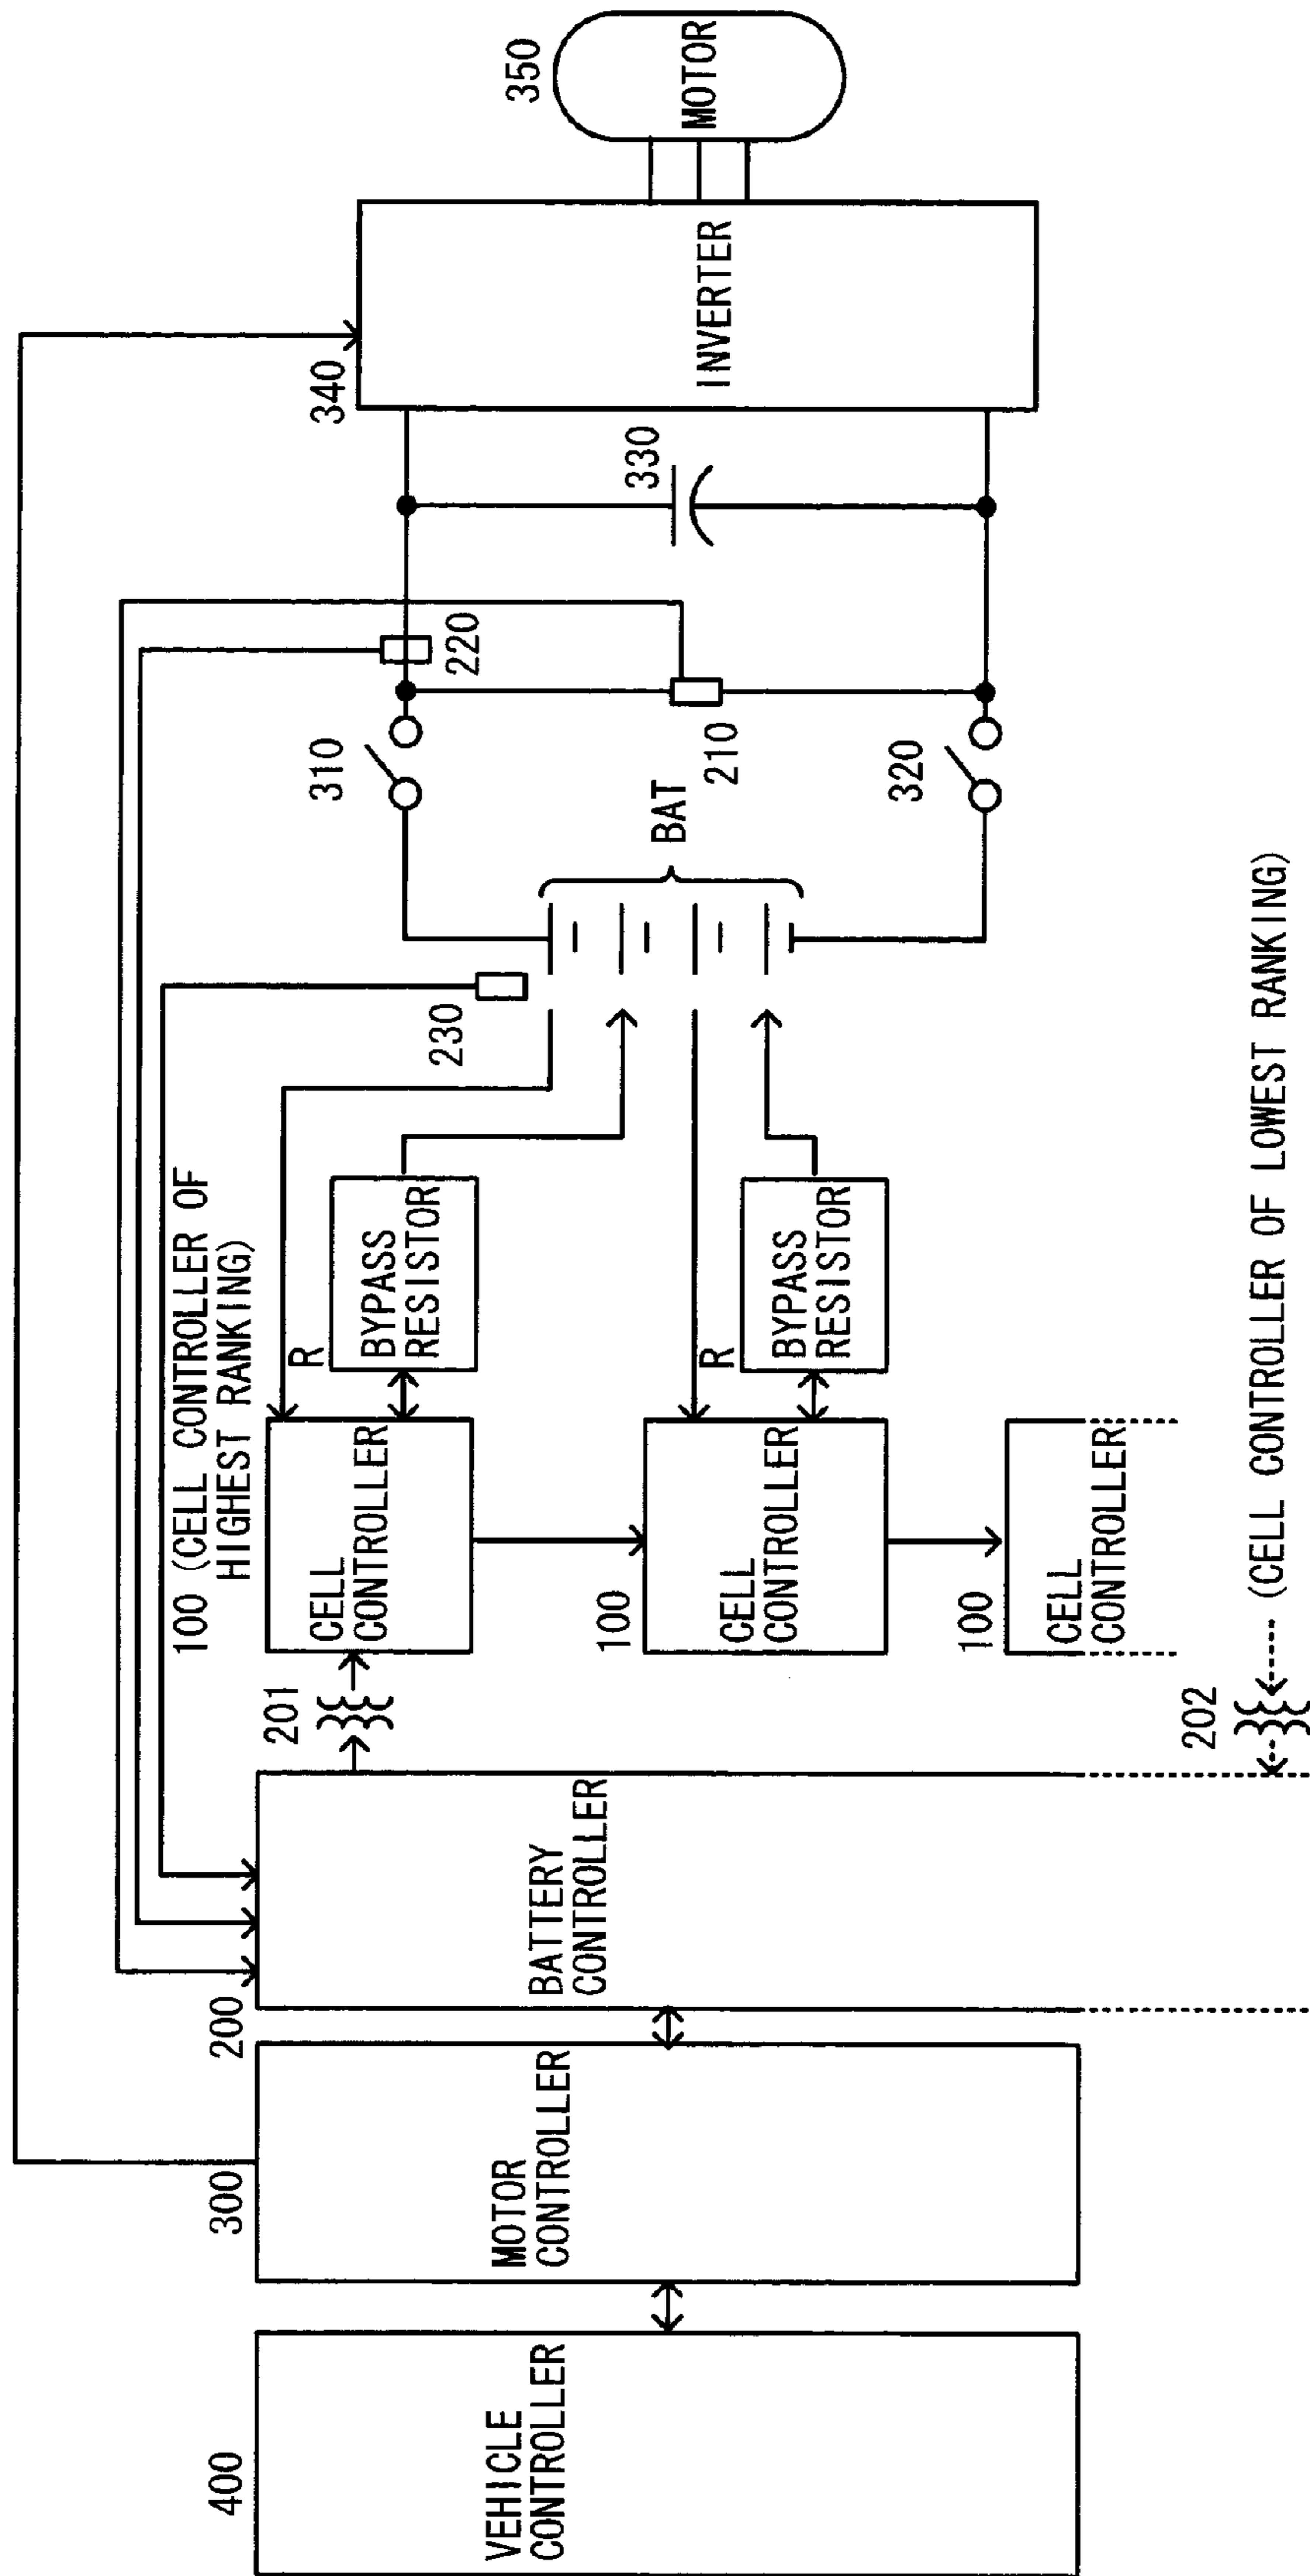 400
VEHICLE
CONTROLLER
300
MOTOR
CONTROLLER
200
BATTERY
CONTROLLER
201
202
100 (CELL CONTROLLER OF
HIGHEST RANKING)
CELL
CONTROLLER
R
BYPASS
RESISTOR
100
CELL
CONTROLLER
R
BYPASS
RESISTOR
100
CELL
CONTROLLER
(CELL CONTROLLER OF LOWEST RANKING)
230
BAT
310
320
210
220
330
340
INVERTER
350
MOTOR